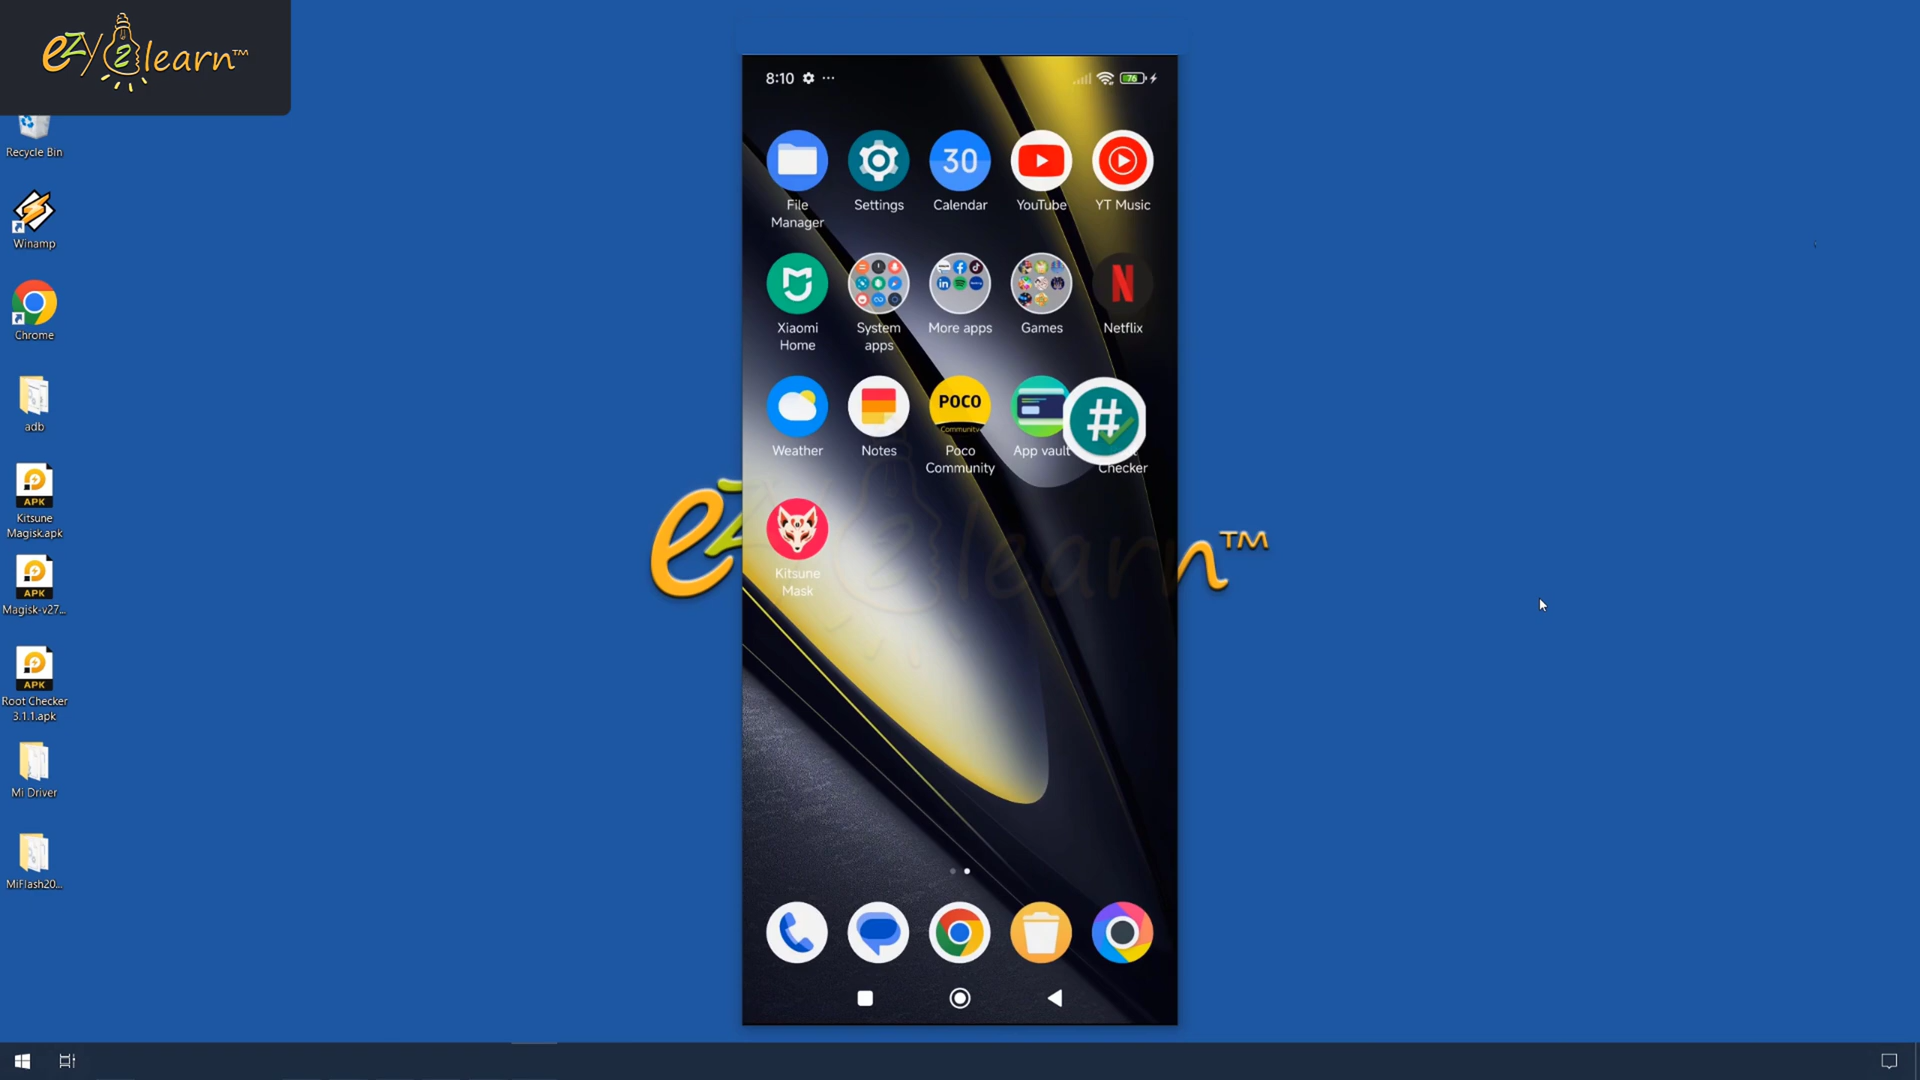 ezy2learn™
8:10
76
Recycle Bin
Winamp
Chrome
adb
APK
Kitsune
Magisk.apk
APK
Magisk-v27...
APK
Root Checker
3.1.1.apk
Mi Driver
MiFlash20...
30
File
Manager
Settings
Calendar
YouTube
YT Music
Xiaomi
Home
System
apps
More apps
Games
Netflix
POCO
Community
Weather
Notes
Poco
Community
App vault
Checker
Kitsune
Mask
ezy2learn™